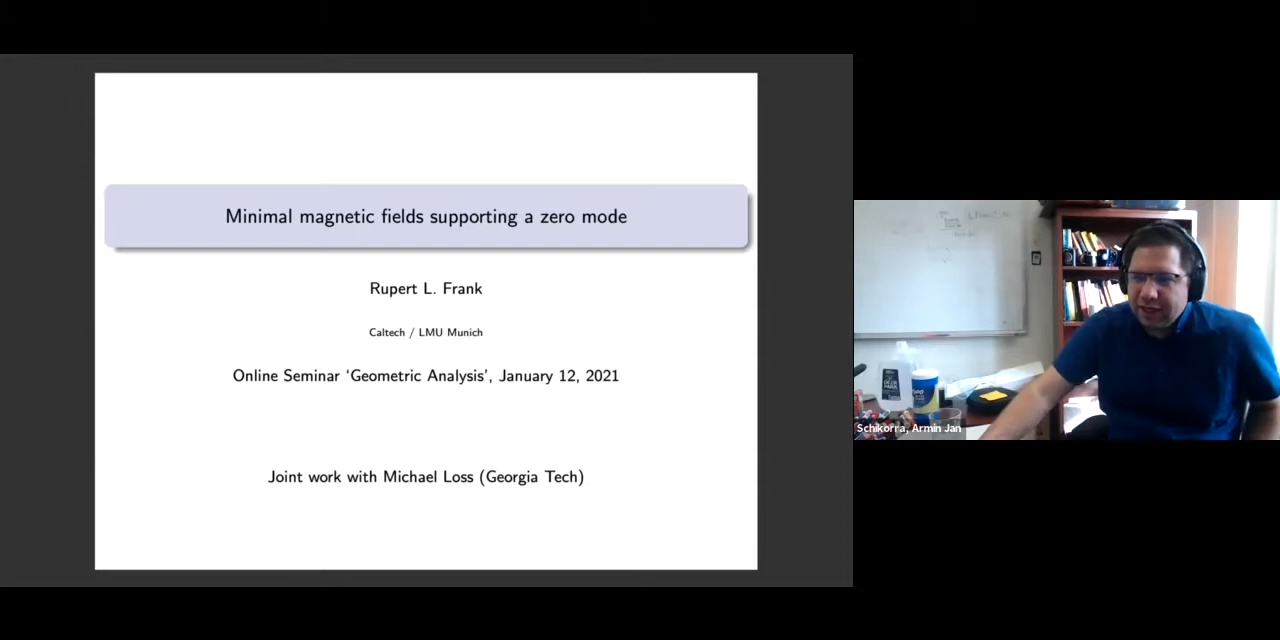 Minimal magnetic fields supporting a zero mode
Rupert L. Frank
Caltech / LMU Munich
Online Seminar ‘Geometric Analysis’, January 12, 2021
Joint work with Michael Loss (Georgia Tech)
Schikorra, Armin Jan